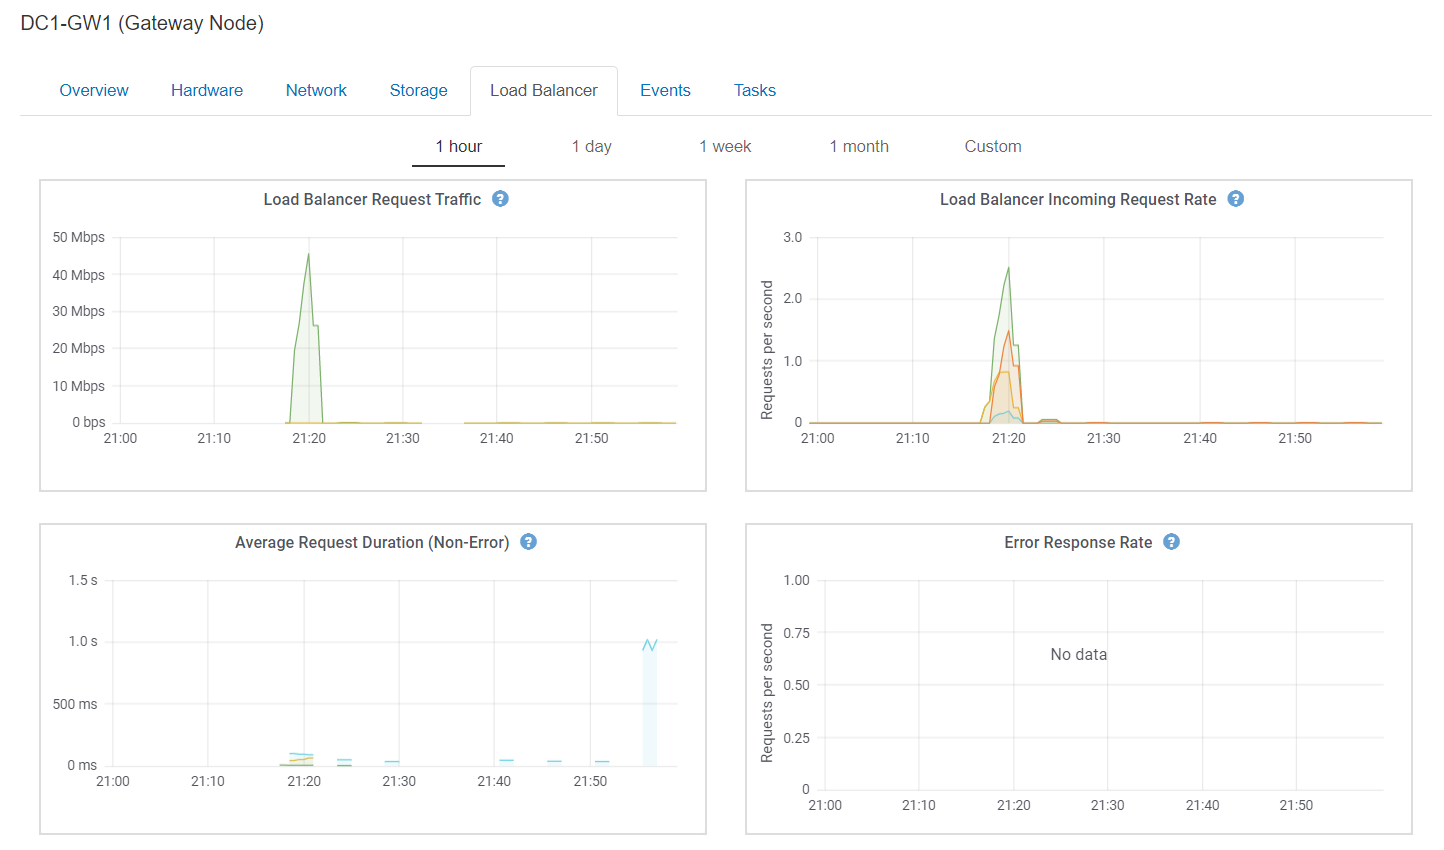 DC1-GW1 (Gateway Node)
Overview Hardware Network Storage Load Balancer Events Tasks
1 hour 1 day 1 week 1 month Custom
Load Balancer Request Traffic ?
50 Mbps
40 Mbps
30 Mbps
20 Mbps
10 Mbps
0 bps
21:00 21:10 21:20 21:30 21:40 21:50
Load Balancer Incoming Request Rate ?
Requests per second
3.0
2.0
1.0
0
21:00 21:10 21:20 21:30 21:40 21:50
Average Request Duration (Non-Error) ?
1.5 s
1.0 s
500 ms
0 ms
21:00 21:10 21:20 21:30 21:40 21:50
Error Response Rate ?
Requests per second
1.00
0.75
0.50
0.25
0
No data
21:00 21:10 21:20 21:30 21:40 21:50